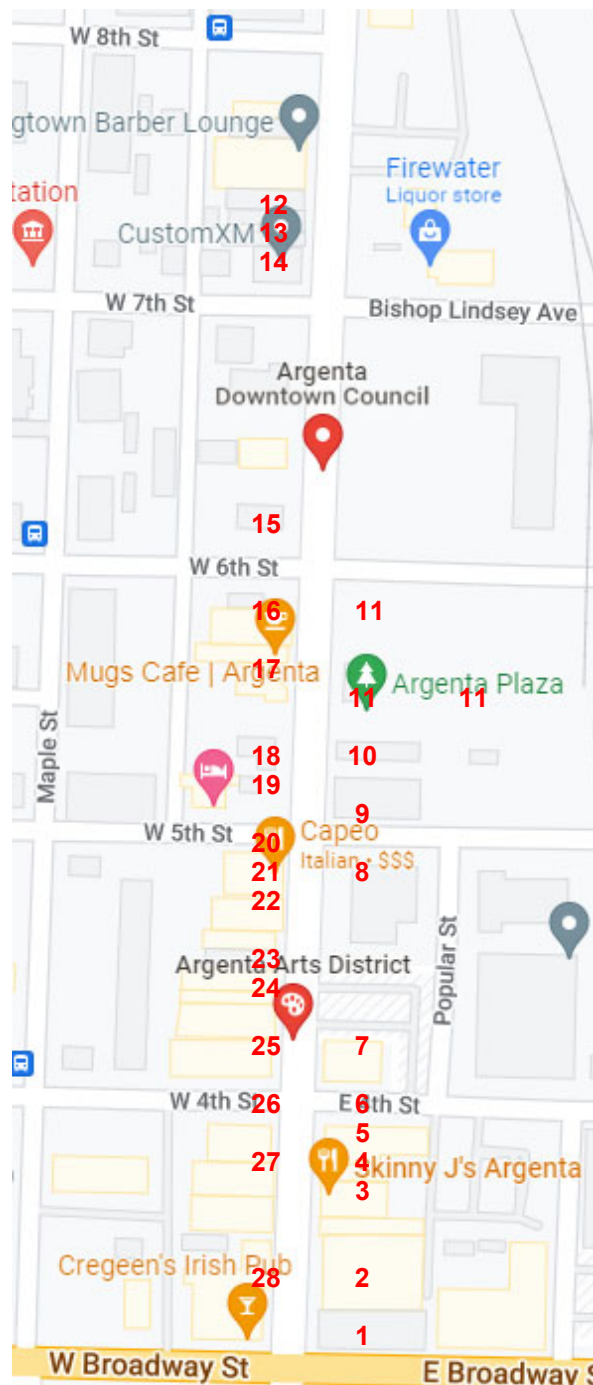 W 8th St
gtown Barber Lounge
Firewater
Liquor store
tation
12
CustomXM
13
14
W 7th St
Bishop Lindsey Ave
Argenta
Downtown Council
15
W 6th St
16
11
Mugs Cafe | Argenta
17
Argenta Plaza
11
11
Maple St
18
10
19
9
W 5th St
20
Capeo
Italian • $$$
21
8
22
Popular St
23
Argenta Arts District
24
25
7
W 4th St
26
E 4th St
6
5
27
4
Skinny J's Argenta
3
Cregeen's Irish Pub
28
2
1
W Broadway St
E Broadway S